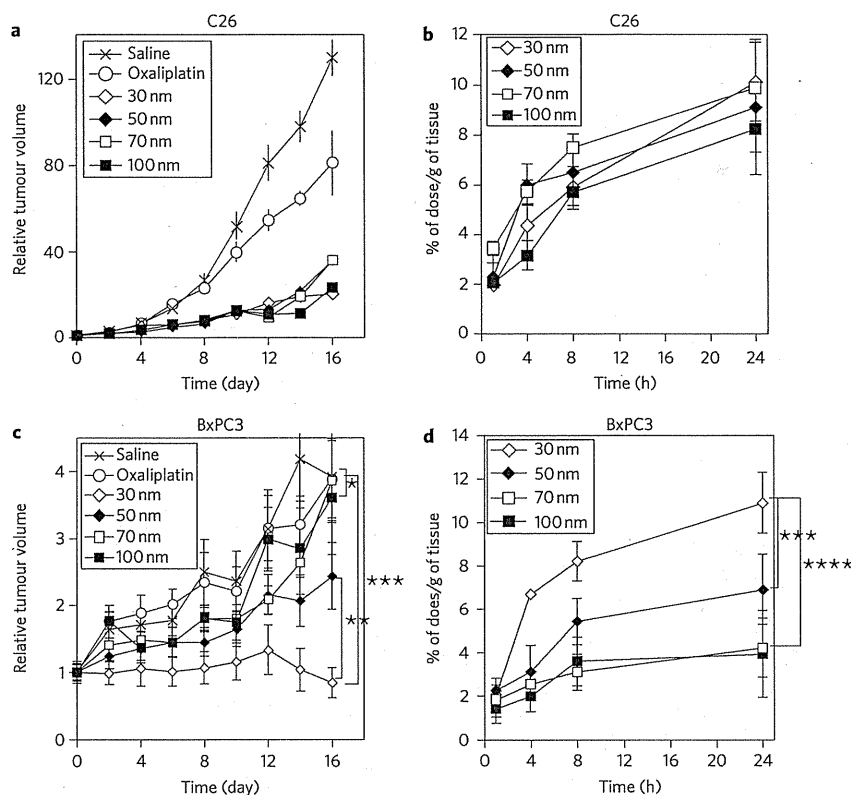 a
C26
Saline
Oxaliplatin
30 nm
50 nm
70 nm
100 nm
Relative tumour volume
120
80
40
0
0 4 8 12 16
Time (day)
b
C26
30 nm
50 nm
70 nm
100 nm
% of dose/g of tissue
12
10
8
6
4
2
0
0 4 8 12 16 20 24
Time (h)
c
BxPC3
Saline
Oxaliplatin
30 nm
50 nm
70 nm
100 nm
Relative tumour volume
4
3
2
1
0
0 4 8 12 16
Time (day)
*
***
**
d
BxPC3
30 nm
50 nm
70 nm
100 nm
% of does/g of tissue
14
12
10
8
6
4
2
0
0 4 8 12 16 20 24
Time (h)
***
****